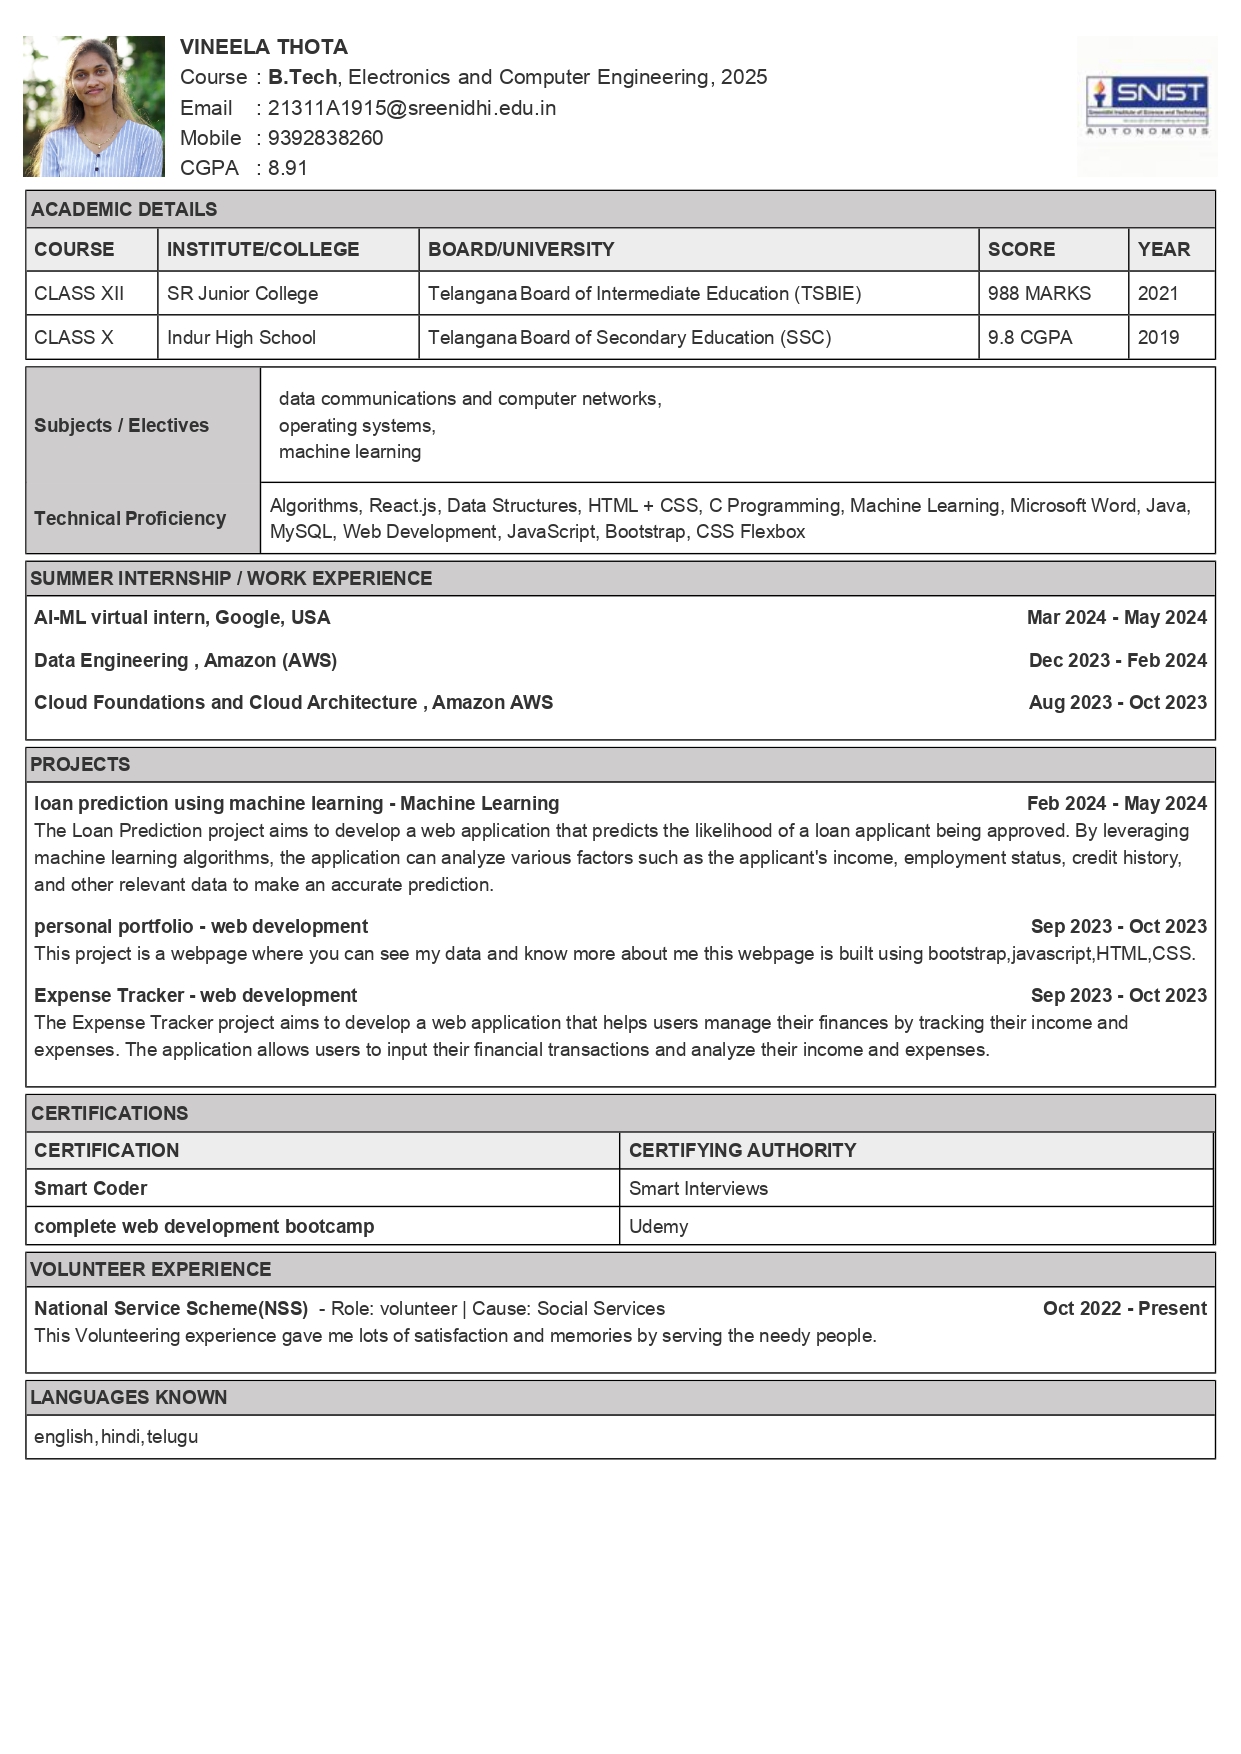 VINEELA THOTA
Course : B.Tech, Electronics and Computer Engineering, 2025
Email : 21311A1915@sreenidhi.edu.in
Mobile : 9392838260
CGPA : 8.91
SNIST
Sreenidhi Institute of Science and Technology
AUTONOMOUS
ACADEMIC DETAILS
COURSE INSTITUTE/COLLEGE BOARD/UNIVERSITY SCORE YEAR
CLASS XII SR Junior College Telangana Board of Intermediate Education (TSBIE) 988 MARKS 2021
CLASS X Indur High School Telangana Board of Secondary Education (SSC) 9.8 CGPA 2019
Subjects / Electives
data communications and computer networks,
operating systems,
machine learning
Technical Proficiency
Algorithms, React.js, Data Structures, HTML + CSS, C Programming, Machine Learning, Microsoft Word, Java,
MySQL, Web Development, JavaScript, Bootstrap, CSS Flexbox
SUMMER INTERNSHIP / WORK EXPERIENCE
AI-ML virtual intern, Google, USA Mar 2024 - May 2024
Data Engineering , Amazon (AWS) Dec 2023 - Feb 2024
Cloud Foundations and Cloud Architecture , Amazon AWS Aug 2023 - Oct 2023
PROJECTS
loan prediction using machine learning - Machine Learning Feb 2024 - May 2024
The Loan Prediction project aims to develop a web application that predicts the likelihood of a loan applicant being approved. By leveraging
machine learning algorithms, the application can analyze various factors such as the applicant's income, employment status, credit history,
and other relevant data to make an accurate prediction.
personal portfolio - web development Sep 2023 - Oct 2023
This project is a webpage where you can see my data and know more about me this webpage is built using bootstrap,javascript,HTML,CSS.
Expense Tracker - web development Sep 2023 - Oct 2023
The Expense Tracker project aims to develop a web application that helps users manage their finances by tracking their income and
expenses. The application allows users to input their financial transactions and analyze their income and expenses.
CERTIFICATIONS
CERTIFICATION CERTIFYING AUTHORITY
Smart Coder Smart Interviews
complete web development bootcamp Udemy
VOLUNTEER EXPERIENCE
National Service Scheme(NSS) - Role: volunteer | Cause: Social Services Oct 2022 - Present
This Volunteering experience gave me lots of satisfaction and memories by serving the needy people.
LANGUAGES KNOWN
english,hindi,telugu